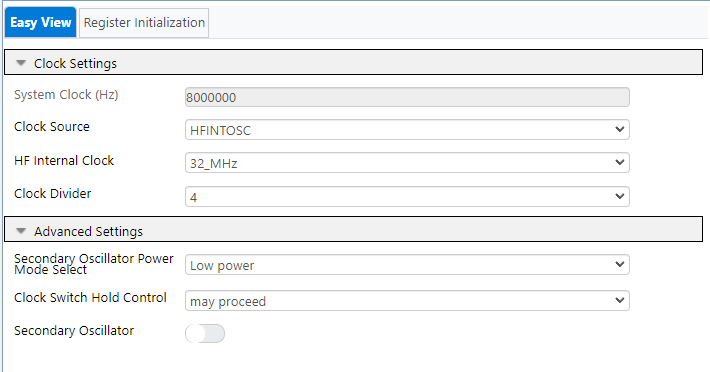 Easy View
Register Initialization
Clock Settings
System Clock (Hz)
8000000
Clock Source
HFINTOSC
HF Internal Clock
32_MHz
Clock Divider
4
Advanced Settings
Secondary Oscillator Power
Mode Select
Low power
Clock Switch Hold Control
may proceed
Secondary Oscillator